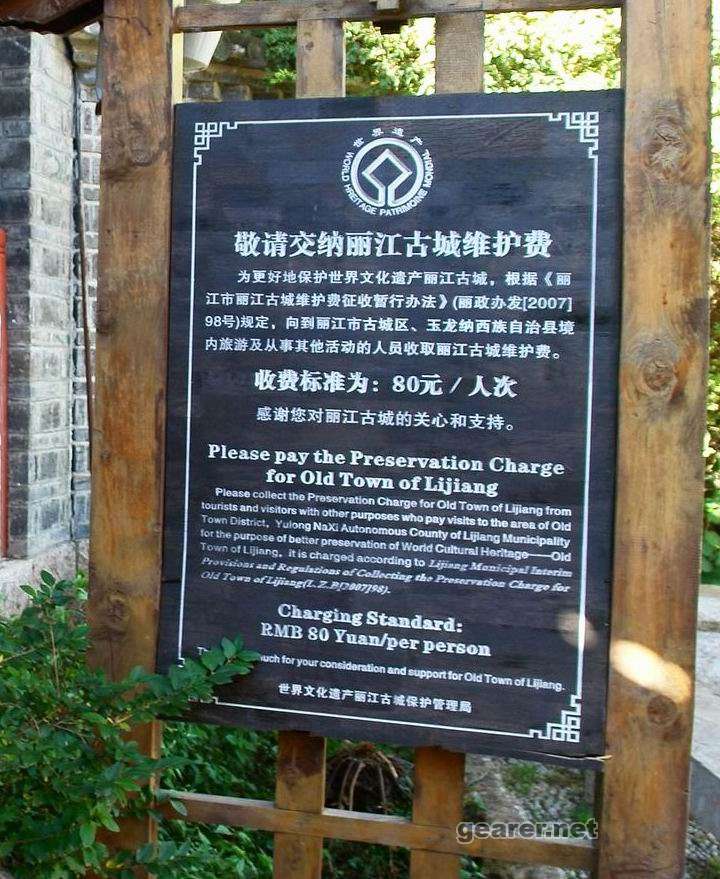 世界遗产
WORLD HREITAGE PATRIMOINE MONDIAL
敬请交纳丽江古城维护费
为更好地保护世界文化遗产丽江古城，根据《丽
江市丽江古城维护费征收暂行办法》(丽政办发[2007]
98号)规定，向到丽江市古城区、玉龙纳西族自治县境
内旅游及从事其他活动的人员收取丽江古城维护费。
收费标准为：80元 / 人次
感谢您对丽江古城的关心和支持。
Please pay the Preservation Charge
for Old Town of Lijiang
Please collect the Preservation Charge for Old Town of Lijiang from
tourists and visitors with other purposes who pay visits to the area of Old
Town District, Yulong NaXi Autonomous County of Lijiang Municipality
for the purpose of better preservation of World Cultural Heritage——Old
Town of Lijiang, it is charged according to Lijiang Municipal Interim
Provisions and Regulations of Collecting the Preservation Charge for
Old Town of Lijiang(L.Z.B[2007]98).
Charging Standard:
RMB 80 Yuan/per person
for your consideration and support for Old Town of Lijiang.
世界文化遗产丽江古城保护管理局
gearer.net